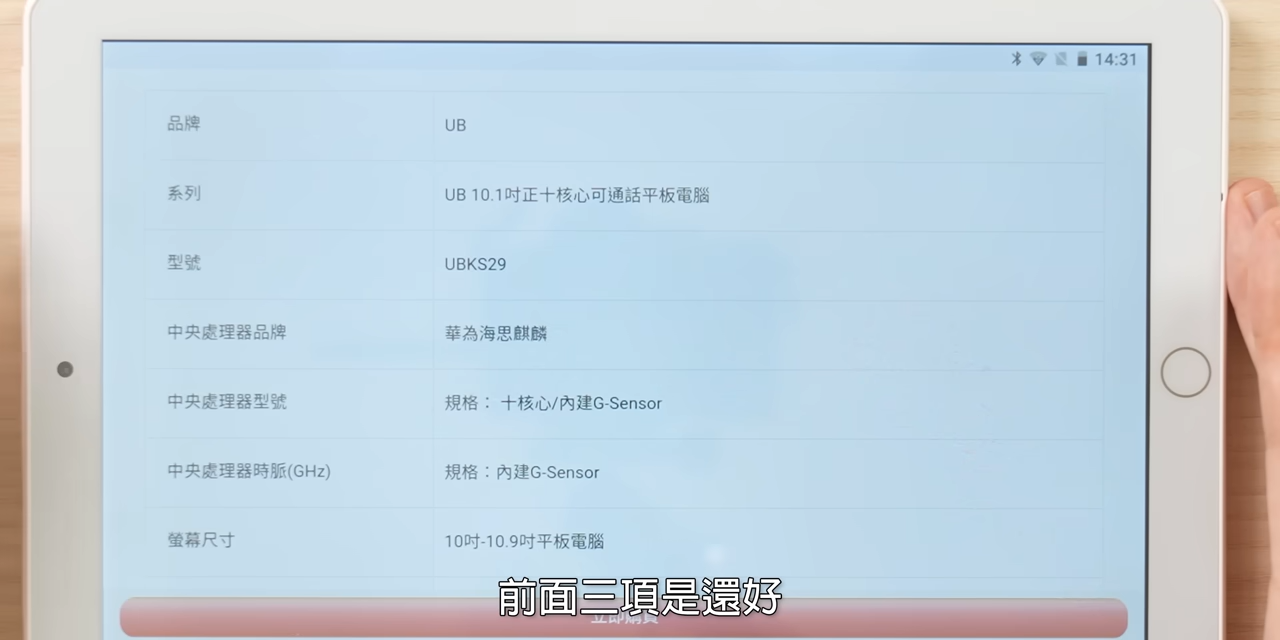 14:31
品牌 UB
系列 UB 10.1吋正十核心可通話平板電腦
型號 UBKS29
中央處理器品牌 華為海思麒麟
中央處理器型號 規格： 十核心/內建G-Sensor
中央處理器時脈(GHz) 規格：內建G-Sensor
螢幕尺寸 10吋-10.9吋平板電腦
前面三項是還好
立即購買